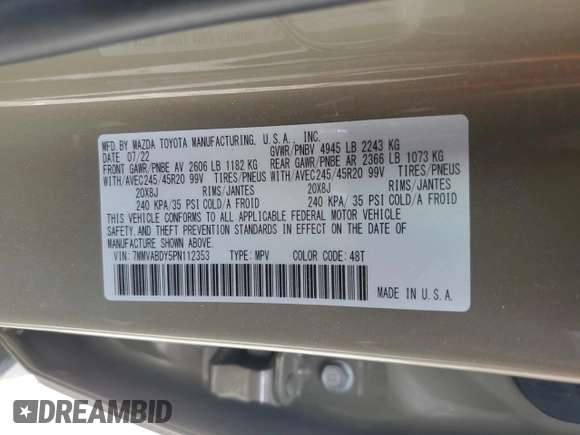 MFD.BY MAZDA TOYOTA MANUFACTURING, U.S.A., INC.
DATE 07/22 GVWR/PNBV 4945 LB 2243 KG
FRONT GAWR/PNBE AV 2606 LB 1182 KG REAR GAWR/PNBE AR 2366 LB 1073 KG
WITH/AVEC245/45R20 99V TIRES/PNEUS WITH/AVEC245/45R20 99V TIRES/PNEUS
20X8J RIMS/JANTES 20X8J RIMS/JANTES
240 KPA/35 PSI COLD/A FROID 240 KPA/ 35 PSI COLD/A FROID
THIS VEHICLE CONFORMS TO ALL APPLICABLE FEDERAL MOTOR VEHICLE
SAFETY,AND THEFT PREVENTION STANDARDS IN EFFECT ON THE DATE OF
MANUFACTURE SHOWN ABOVE.
VIN: 7MMVABDY5PN112353 TYPE: MPV COLOR CODE: 48T
MADE IN U.S.A.
DREAMBID